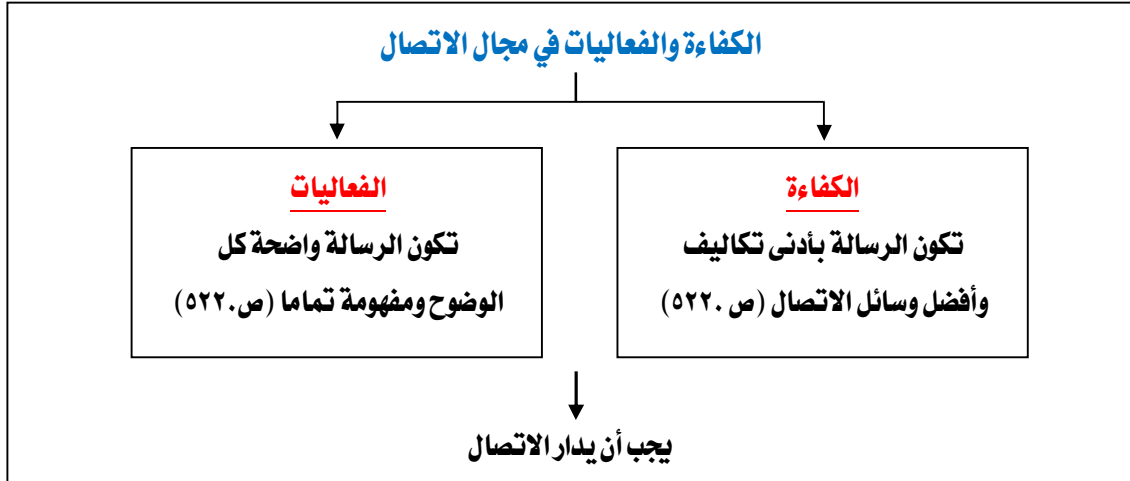 الكفاءة والفعاليات في مجال الاتصال
الكفاءة
تكون الرسالة بأدنى تكاليف
وأفضل وسائل الاتصال (ص .٥٢٢)
الفعاليات
تكون الرسالة واضحة كل
الوضوح ومفهومة تماما (ص.٥٢٢)
يجب أن يدار الاتصال